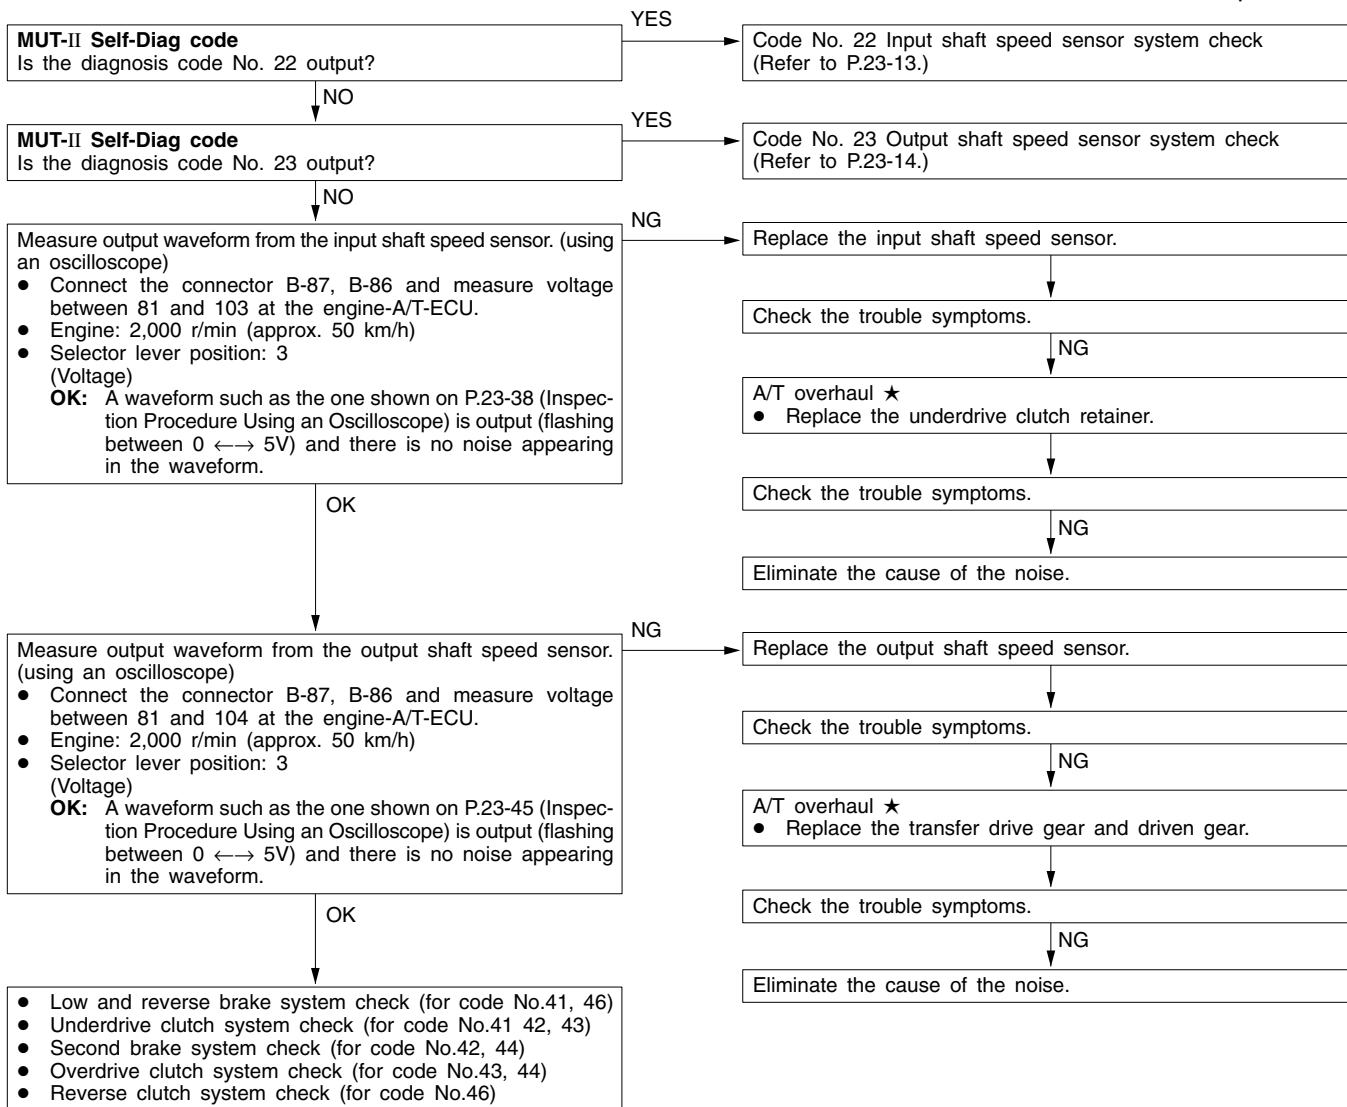 MUT-II Self-Diag code
Is the diagnosis code No. 22 output?
YES
Code No. 22 Input shaft speed sensor system check
(Refer to P.23-13.)
NO
MUT-II Self-Diag code
Is the diagnosis code No. 23 output?
YES
Code No. 23 Output shaft speed sensor system check
(Refer to P.23-14.)
NO
Measure output waveform from the input shaft speed sensor. (using
an oscilloscope)
● Connect the connector B-87, B-86 and measure voltage
between 81 and 103 at the engine-A/T-ECU.
● Engine: 2,000 r/min (approx. 50 km/h)
● Selector lever position: 3
(Voltage)
OK: A waveform such as the one shown on P.23-38 (Inspec-
tion Procedure Using an Oscilloscope) is output (flashing
between 0 ←→ 5V) and there is no noise appearing
in the waveform.
NG
Replace the input shaft speed sensor.
Check the trouble symptoms.
NG
A/T overhaul ★
● Replace the underdrive clutch retainer.
Check the trouble symptoms.
NG
Eliminate the cause of the noise.
OK
Measure output waveform from the output shaft speed sensor.
(using an oscilloscope)
● Connect the connector B-87, B-86 and measure voltage
between 81 and 104 at the engine-A/T-ECU.
● Engine: 2,000 r/min (approx. 50 km/h)
● Selector lever position: 3
(Voltage)
OK: A waveform such as the one shown on P.23-45 (Inspec-
tion Procedure Using an Oscilloscope) is output (flashing
between 0 ←→ 5V) and there is no noise appearing
in the waveform.
NG
Replace the output shaft speed sensor.
Check the trouble symptoms.
NG
A/T overhaul ★
● Replace the transfer drive gear and driven gear.
Check the trouble symptoms.
NG
Eliminate the cause of the noise.
OK
● Low and reverse brake system check (for code No.41, 46)
● Underdrive clutch system check (for code No.41 42, 43)
● Second brake system check (for code No.42, 44)
● Overdrive clutch system check (for code No.43, 44)
● Reverse clutch system check (for code No.46)